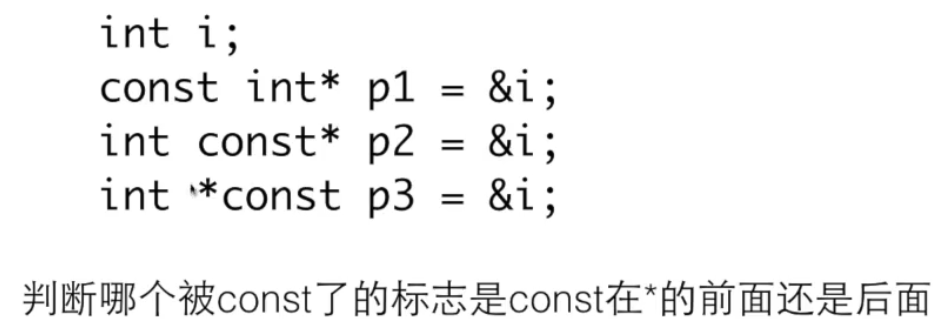 int i;
const int* p1 = &i;
int const* p2 = &i;
int *const p3 = &i;
判断哪个被const了的标志是const在*的前面还是后面